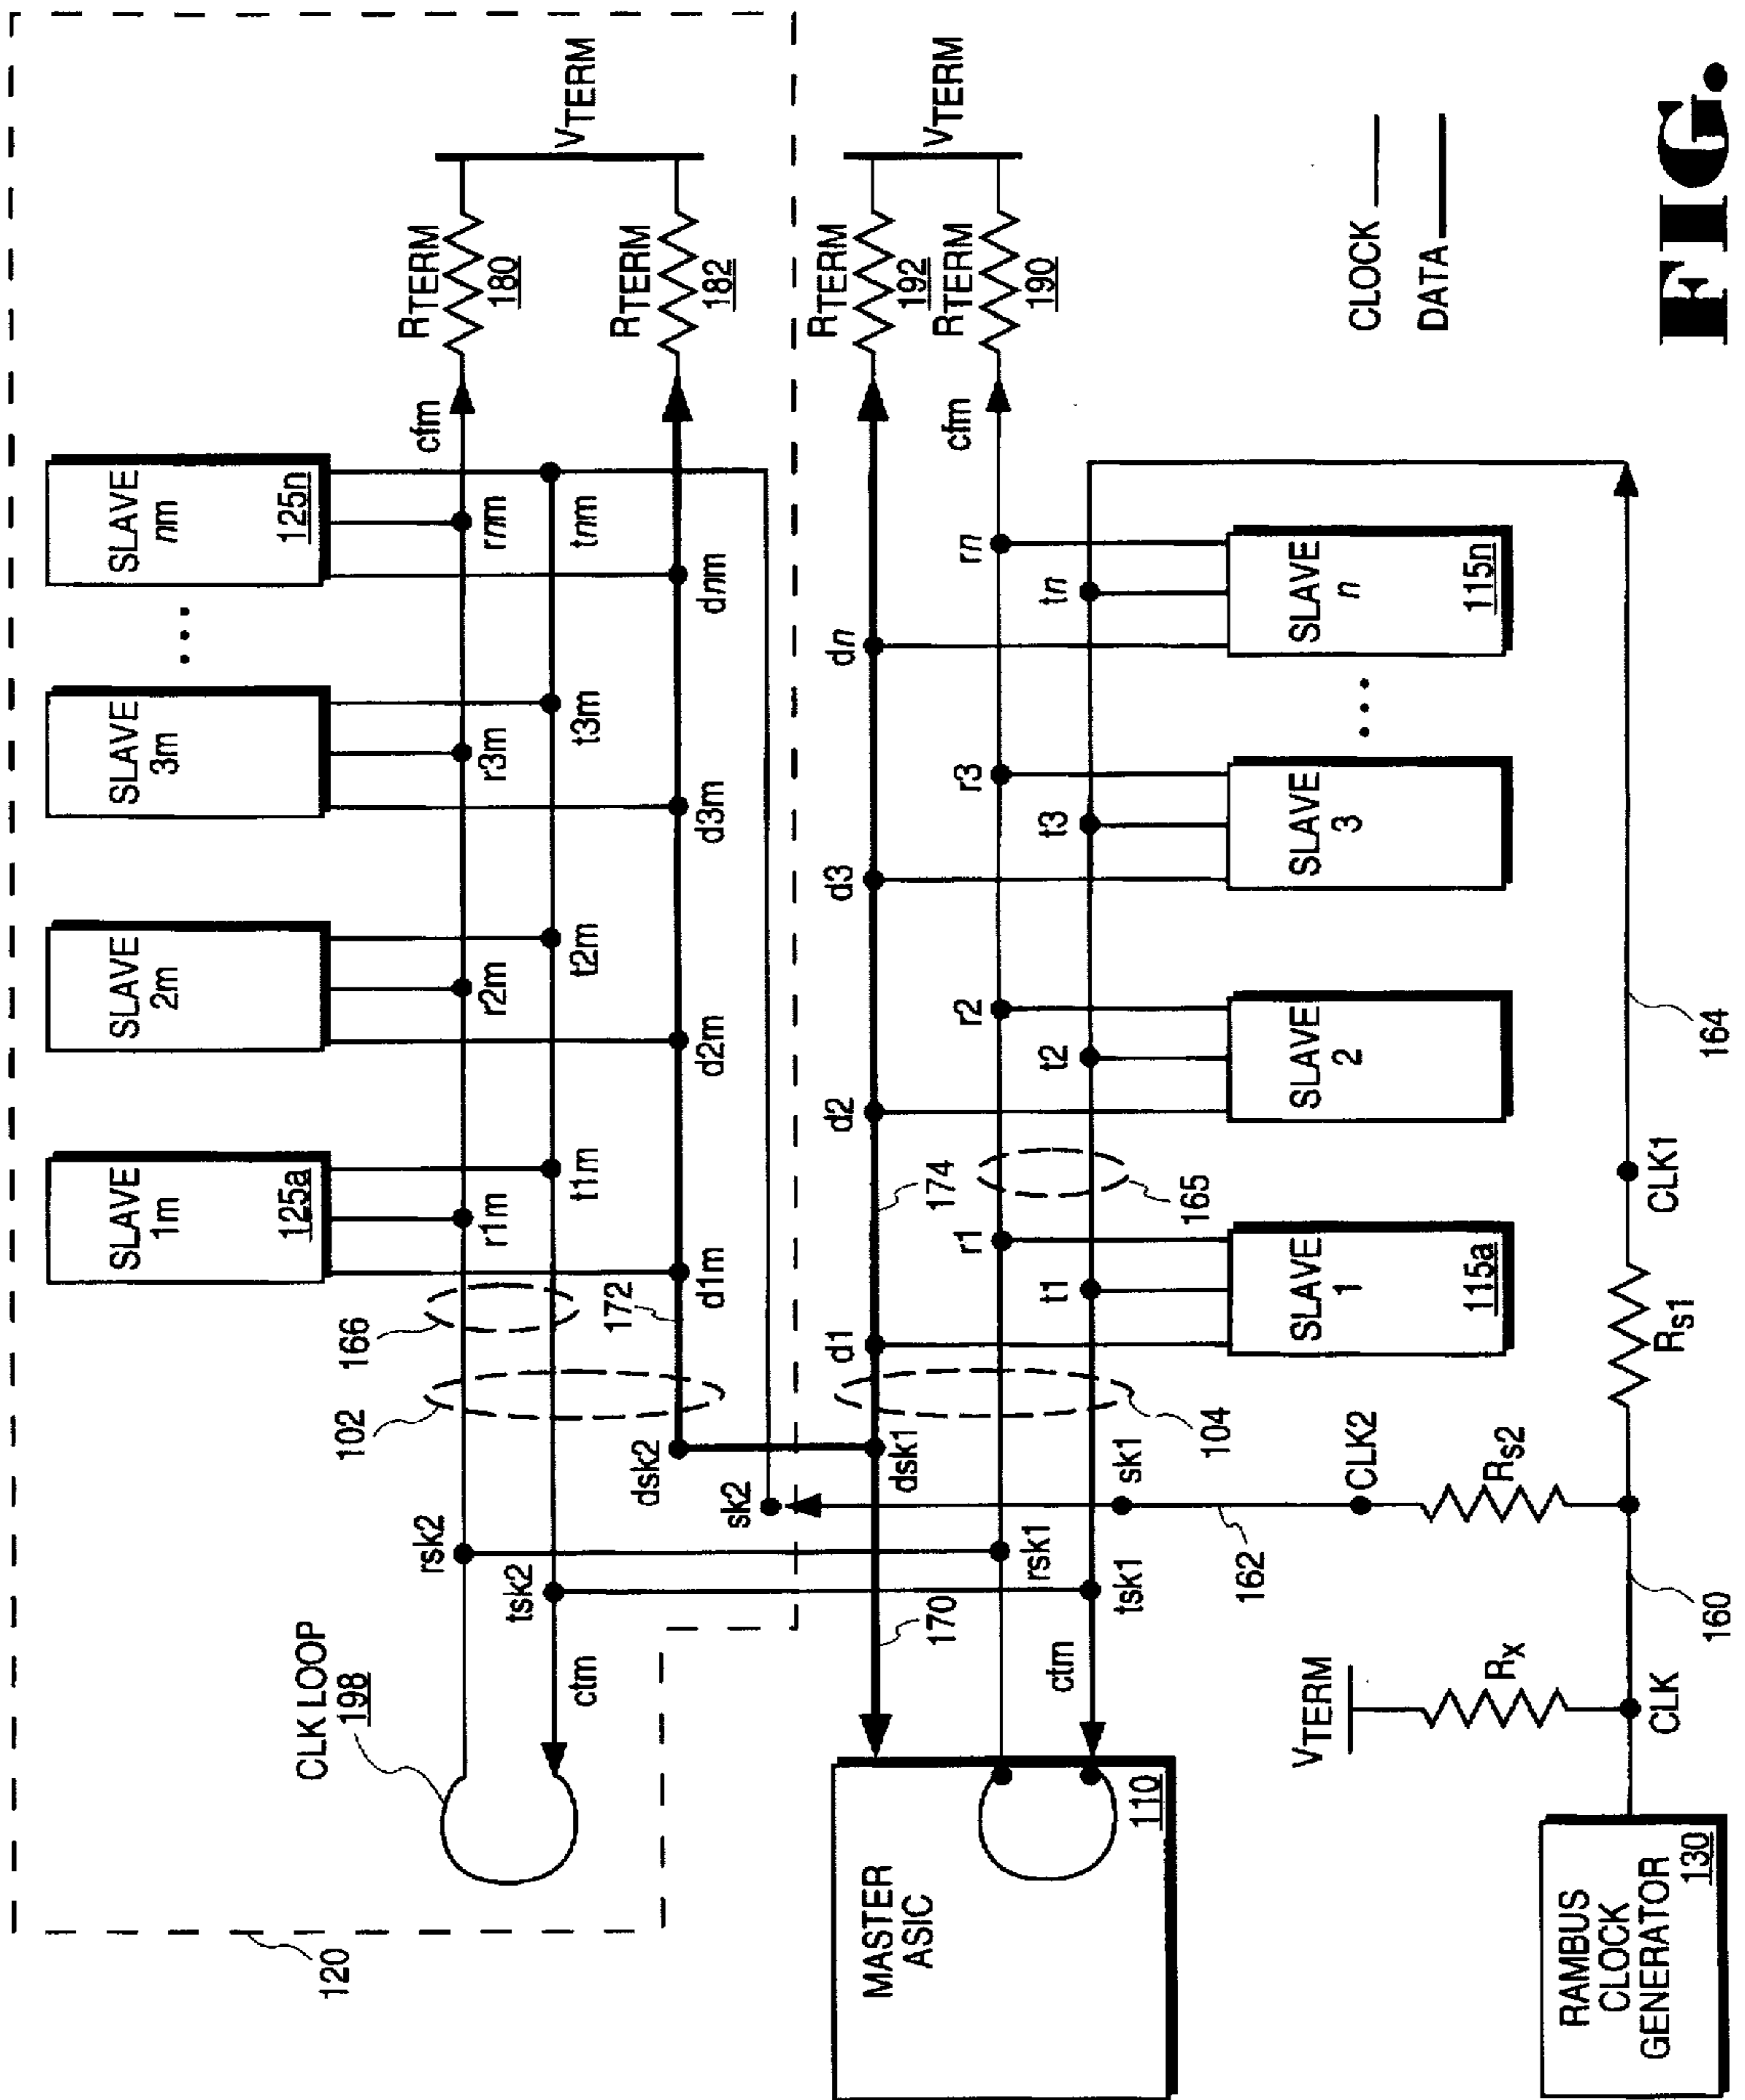 120
CLK LOOP
198
ctm
tsk2
rsk2
102
166
172
dsk2
sk2
SLAVE
1m
125a
r1m
t1m
d1m
SLAVE
2m
r2m
t2m
d2m
SLAVE
3m
r3m
t3m
d3m
...
SLAVE
nm
125n
rnm
tnm
dnm
cfm
RTERM
180
RTERM
182
VTERM
MASTER
ASIC
110
170
ctm
tsk1
rsk1
dsk1
sk1
104
d1
174
d2
d3
dn
r1
165
r2
r3
rn
t1
t2
t3
tn
cfm
RTERM
192
RTERM
190
VTERM
SLAVE
1
115a
SLAVE
2
SLAVE
3
...
SLAVE
n
115n
RAMBUS
CLOCK
GENERATOR
130
VTERM
RX
CLK
160
162
CLK2
RS2
RS1
CLK1
164
CLOCK
DATA
FIG.